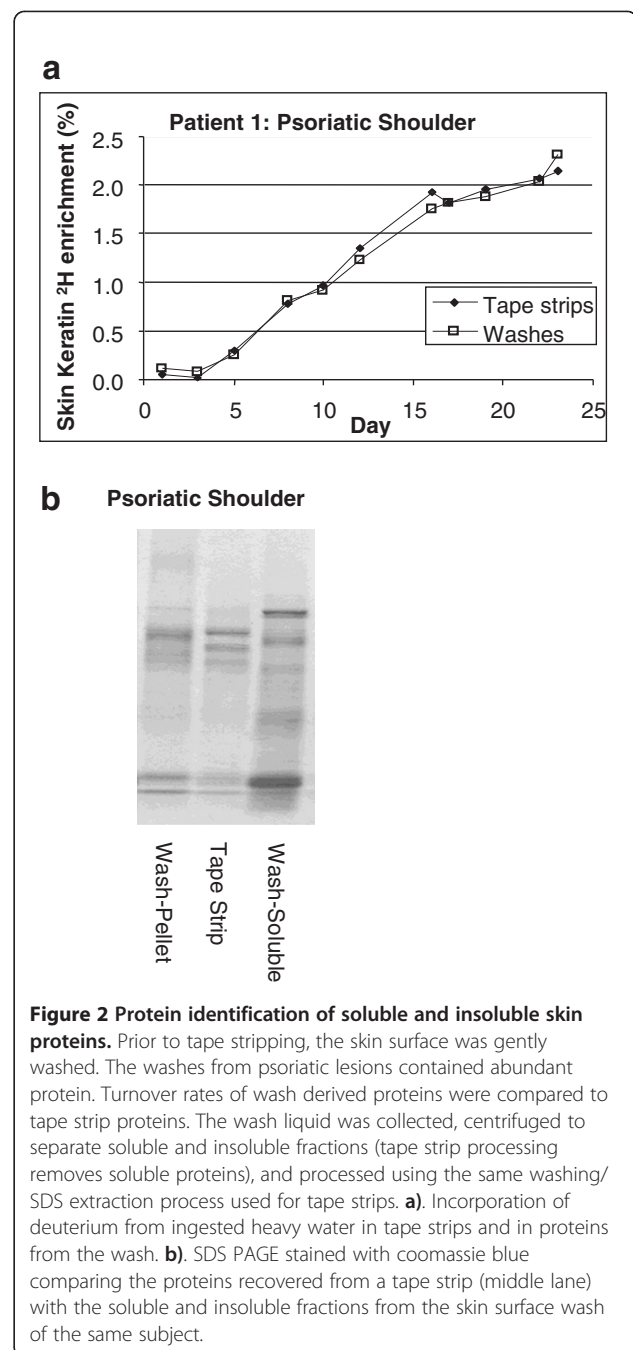 a
Patient 1: Psoriatic Shoulder
Skin Keratin ²H enrichment (%)
2.5
2.0
1.5
1.0
0.5
0.0
0 5 10 15 20 25
Day
Tape strips
Washes
b Psoriatic Shoulder
Wash-Pellet
Tape Strip
Wash-Soluble
Figure 2 Protein identification of soluble and insoluble skin
proteins. Prior to tape stripping, the skin surface was gently
washed. The washes from psoriatic lesions contained abundant
protein. Turnover rates of wash derived proteins were compared to
tape strip proteins. The wash liquid was collected, centrifuged to
separate soluble and insoluble fractions (tape strip processing
removes soluble proteins), and processed using the same washing/
SDS extraction process used for tape strips. a). Incorporation of
deuterium from ingested heavy water in tape strips and in proteins
from the wash. b). SDS PAGE stained with coomassie blue
comparing the proteins recovered from a tape strip (middle lane)
with the soluble and insoluble fractions from the skin surface wash
of the same subject.